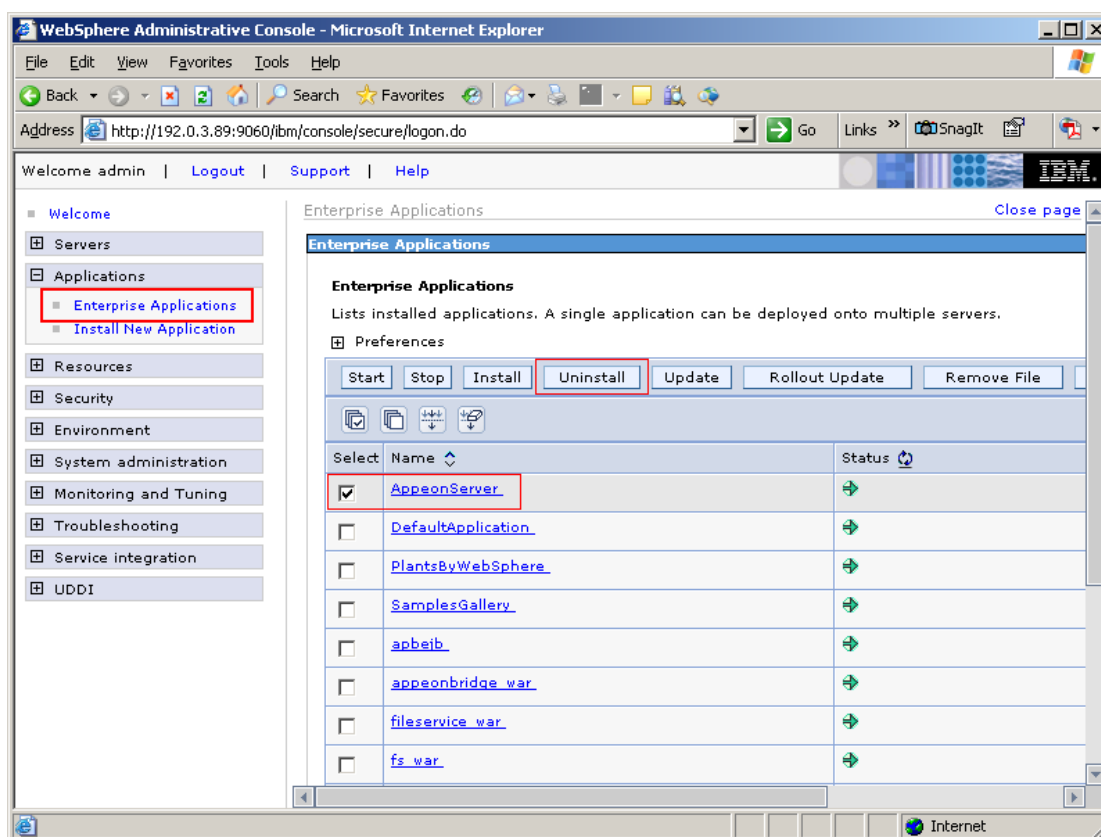 WebSphere Administrative Console - Microsoft Internet Explorer
File Edit View Favorites Tools Help
Back Search Favorites
Address http://192.0.3.89:9060/ibm/console/secure/logon.do Go Links » SnagIt
Welcome admin | Logout | Support | Help IBM.
Welcome
Servers
Applications
Enterprise Applications
Install New Application
Resources
Security
Environment
System administration
Monitoring and Tuning
Troubleshooting
Service integration
UDDI
Enterprise Applications Close page
Enterprise Applications
Enterprise Applications
Lists installed applications. A single application can be deployed onto multiple servers.
Preferences
Start Stop Install Uninstall Update Rollout Update Remove File
Select Name Status
AppeonServer
DefaultApplication
PlantsByWebSphere
SamplesGallery
apbejb
appeonbridge_war
fileservice_war
fs_war
Internet